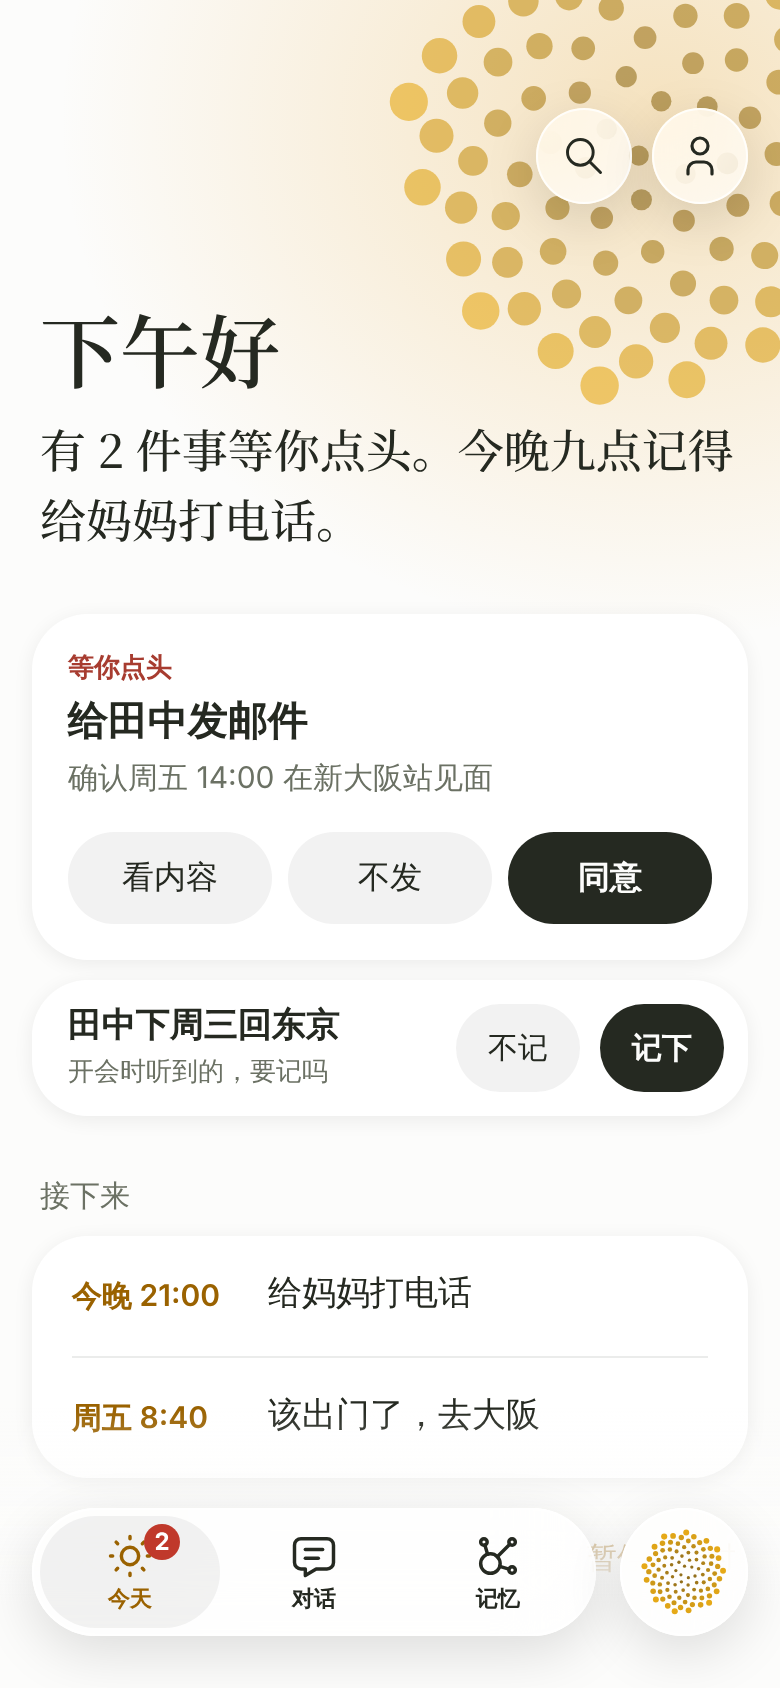 下午好
有 2 件事等你点头。今晚九点记得
给妈妈打电话。
等你点头
给田中发邮件
确认周五 14:00 在新大阪站见面
看内容 不发 同意
田中下周三回东京
开会时听到的，要记吗
不记 记下
接下来
今晚 21:00 给妈妈打电话
周五 8:40 该出门了，去大阪
2
今天 对话 记忆
暂